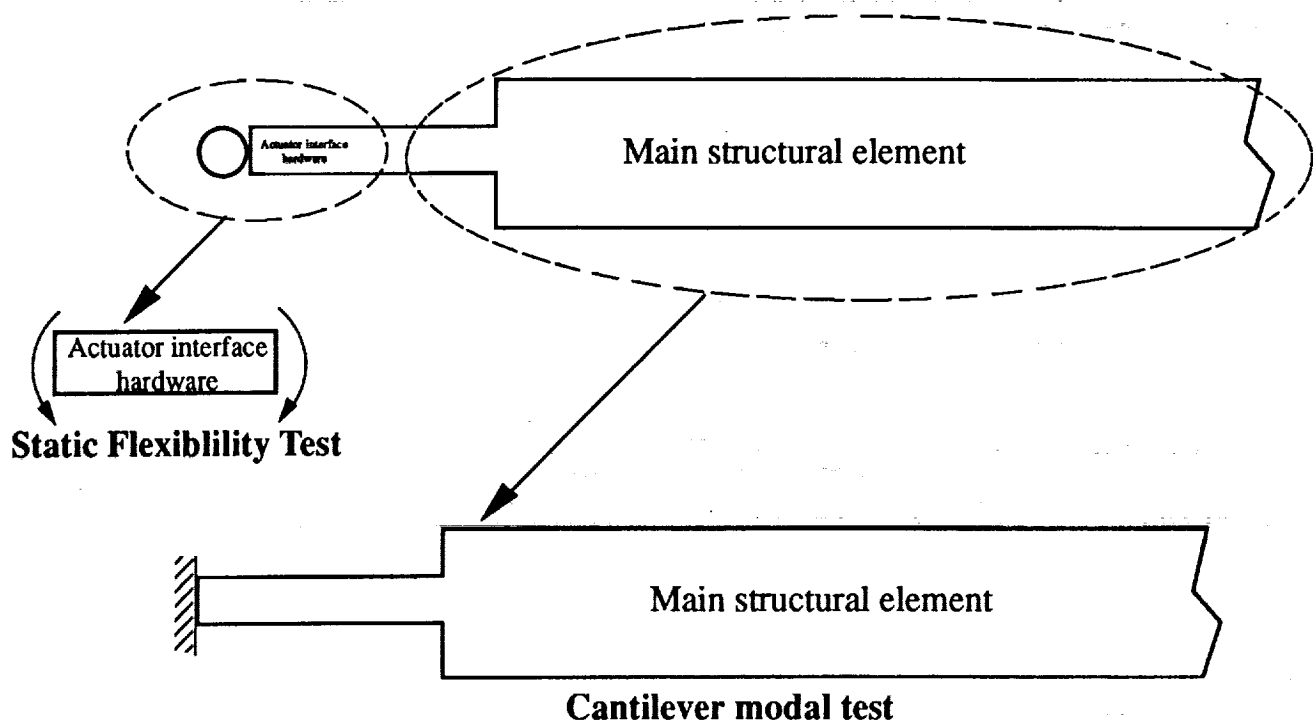 Actuator interface
hardware
Main structural element
Actuator interface
hardware
Static Flexiblility Test
Main structural element
Cantilever modal test